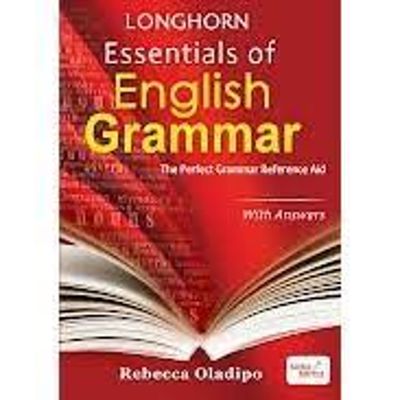 LONGHORN
Essentials of
English
Grammar
The Perfect Grammar Reference Aid
With Answers
Rebecca Oladipo